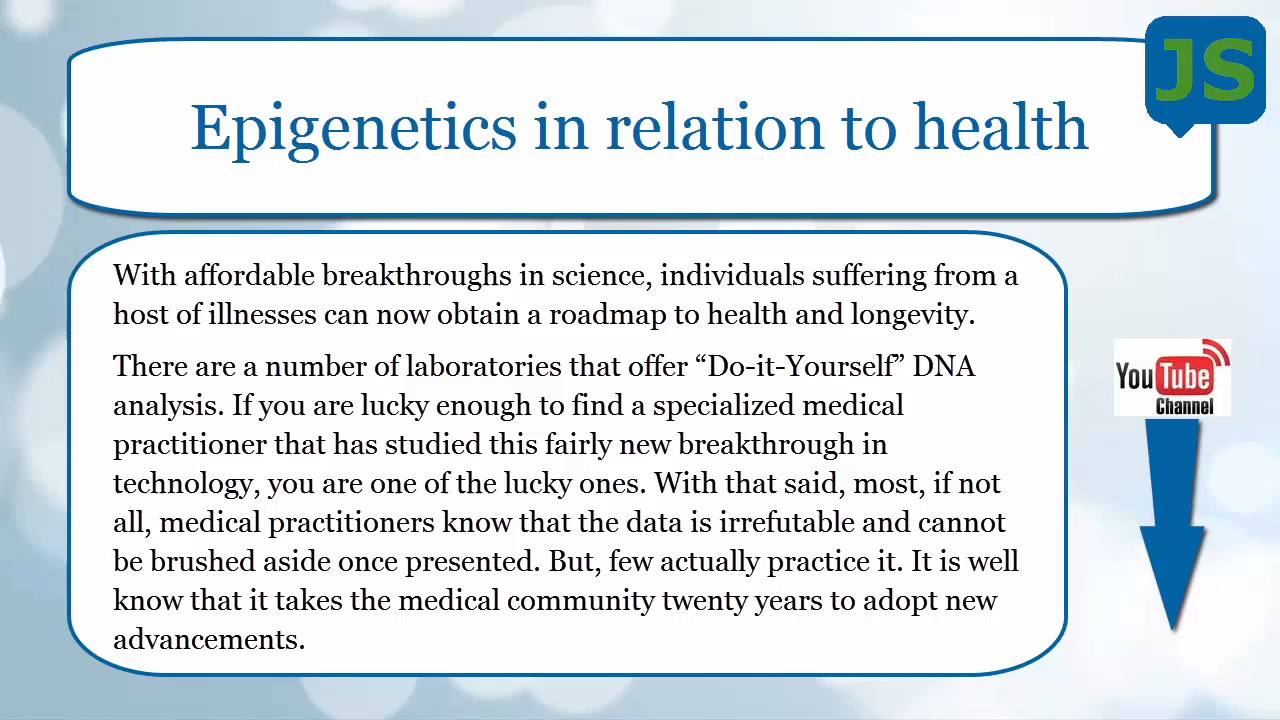 JS
Epigenetics in relation to health
With affordable breakthroughs in science, individuals suffering from a
host of illnesses can now obtain a roadmap to health and longevity.
There are a number of laboratories that offer “Do-it-Yourself” DNA
analysis. If you are lucky enough to find a specialized medical
practitioner that has studied this fairly new breakthrough in
technology, you are one of the lucky ones. With that said, most, if not
all, medical practitioners know that the data is irrefutable and cannot
be brushed aside once presented. But, few actually practice it. It is well
know that it takes the medical community twenty years to adopt new
advancements.
YouTube
Channel